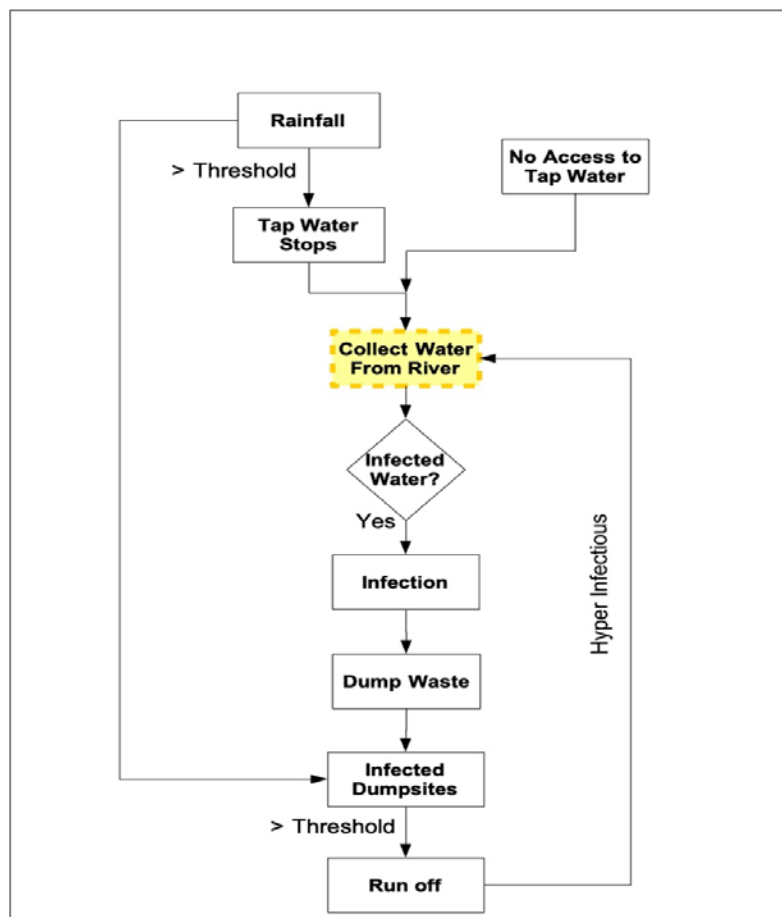 Rainfall
> Threshold
No Access to
Tap Water
Tap Water
Stops
Collect Water
From River
Infected
Water?
Yes
Infection
Hyper Infectious
Dump Waste
Infected
Dumpsites
> Threshold
Run off